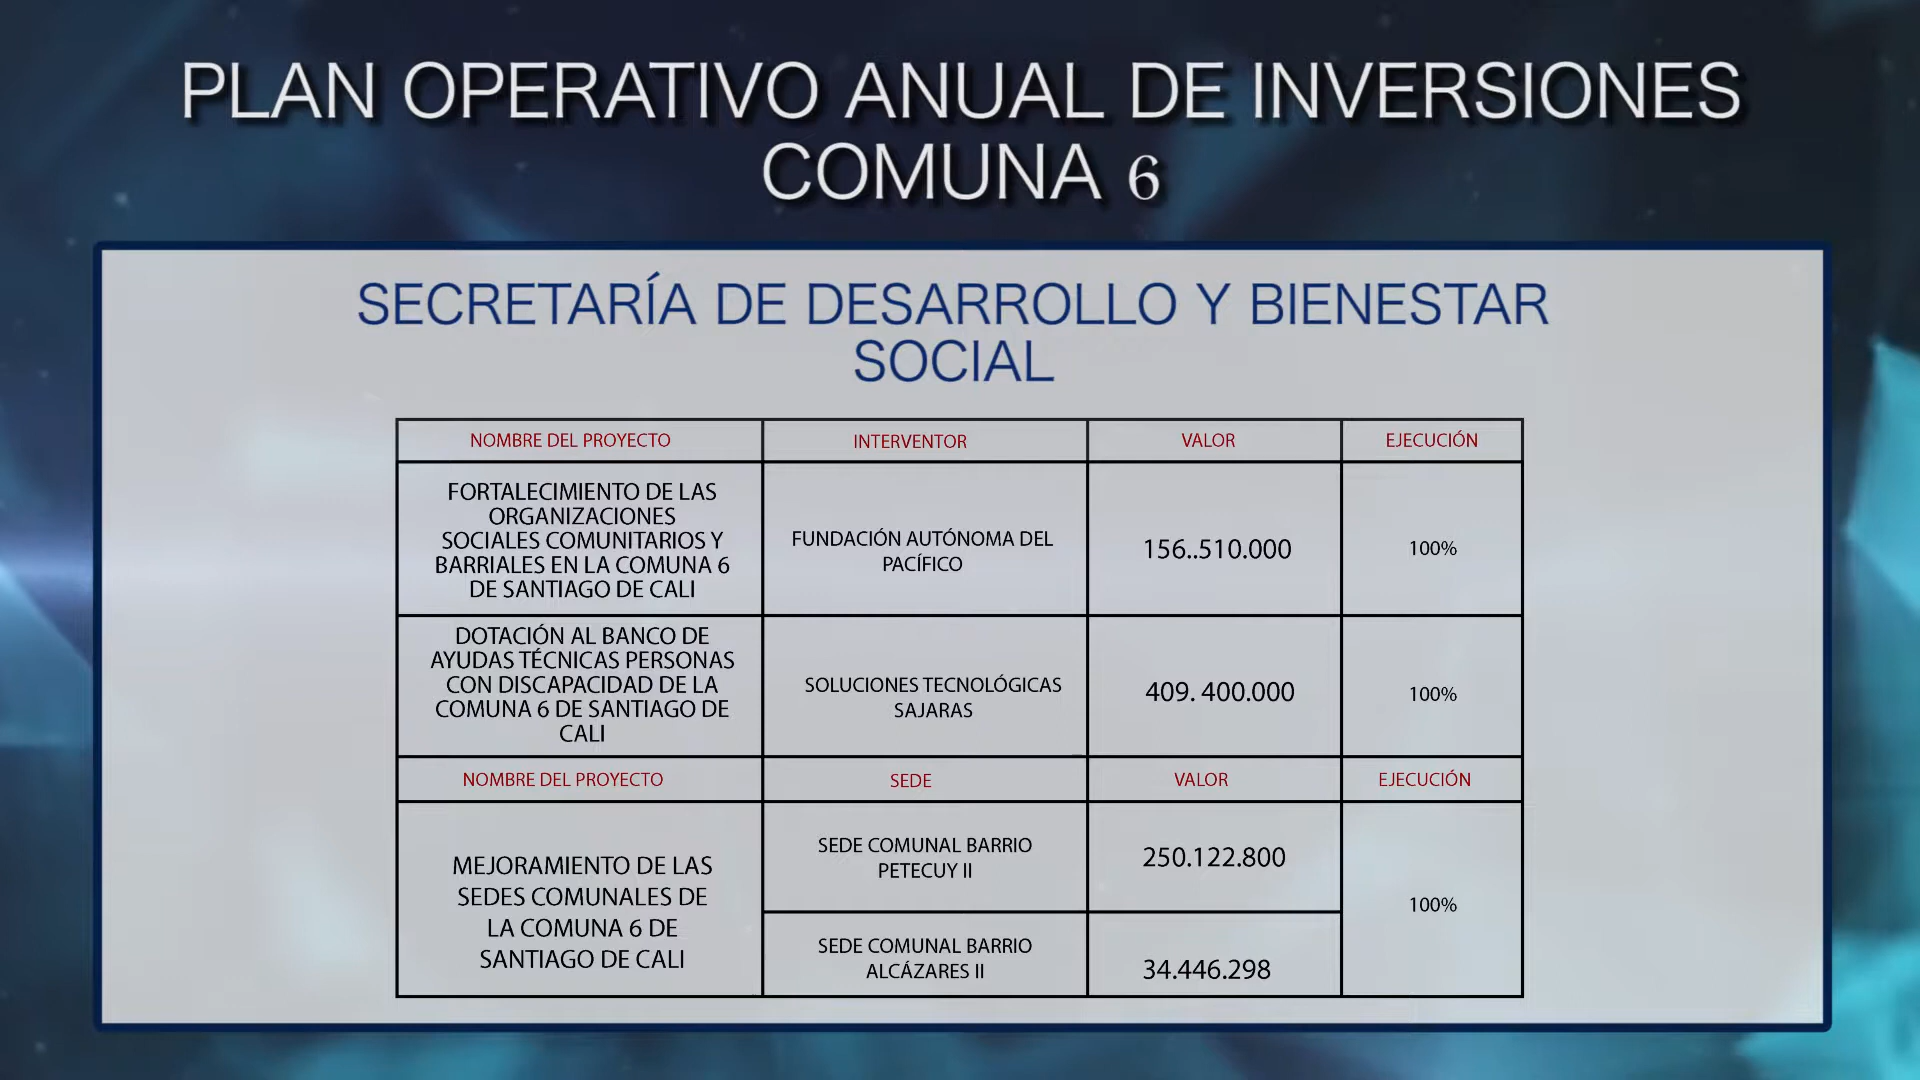 PLAN OPERATIVO ANUAL DE INVERSIONES
COMUNA 6
SECRETARÍA DE DESARROLLO Y BIENESTAR
SOCIAL
NOMBRE DEL PROYECTO
INTERVENTOR
VALOR
EJECUCIÓN
FORTALECIMIENTO DE LAS
ORGANIZACIONES
SOCIALES COMUNITARIOS Y
BARRIALES EN LA COMUNA 6
DE SANTIAGO DE CALI
FUNDACIÓN AUTÓNOMA DEL
PACÍFICO
156..510.000
100%
DOTACIÓN AL BANCO DE
AYUDAS TÉCNICAS PERSONAS
CON DISCAPACIDAD DE LA
COMUNA 6 DE SANTIAGO DE
CALI
SOLUCIONES TECNOLÓGICAS
SAJARAS
409. 400.000
100%
NOMBRE DEL PROYECTO
SEDE
VALOR
EJECUCIÓN
MEJORAMIENTO DE LAS
SEDES COMUNALES DE
LA COMUNA 6 DE
SANTIAGO DE CALI
SEDE COMUNAL BARRIO
PETECUY II
250.122.800
100%
SEDE COMUNAL BARRIO
ALCÁZARES II
34.446.298